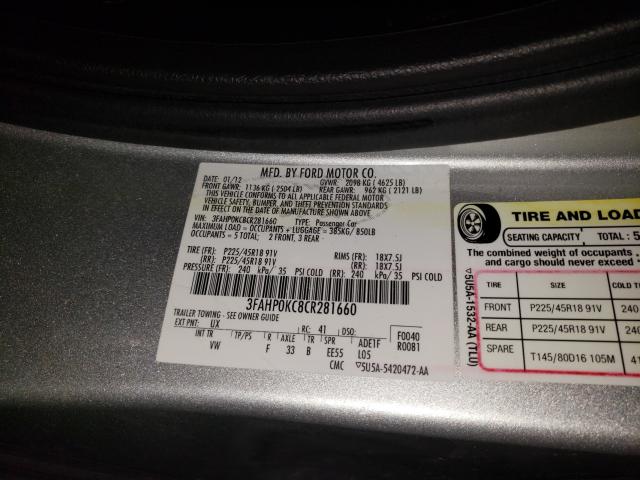 MFD. BY FORD MOTOR CO.
DATE: 01/12 GVWR: 2098 KG ( 4625 LB)
FRONT GAWR: 1136 KG ( 2504 LB) REAR GAWR: 962 KG ( 2121 LB)
THIS VEHICLE CONFORMS TO ALL APPLICABLE FEDERAL MOTOR
VEHICLE SAFETY, BUMPER, AND THEFT PREVENTION STANDARDS
IN EFFECT ON THE DATE OF MANUFACTURE SHOWN ABOVE.
VIN: 3FAHP0KC8CR281660 TYPE: Passenger Car
MAXIMUM LOAD = OCCUPANTS + LUGGAGE = 385KG/ 850LB
OCCUPANTS = 5 TOTAL; 2 FRONT, 3 REAR
TIRE (FR): P225/45R18 91V RIMS (FR): 18X7.5J
(RR): P225/45R18 91V (RR): 18X7.5J
PRESSURE (FR): 240 kPa/ 35 PSI COLD (RR): 240 kPa/ 35 PSI COLD
3FAHP0KC8CR281660
TRAILER TOWING - SEE OWNER GUIDE
EXT PNT: UX RC: 41 DSO: F0040
INT TR TP/PS R AXLE TR SPR ADE1F R0081
VW F 33 B EE55 L05
CMC 5U5A-5420472-AA
5U5A-1532-AA (TLU)
TIRE AND LOAD
SEATING CAPACITY TOTAL: 5
The combined weight of occupants
and cargo should never exceed
TIRE SIZE COLD T
FRONT P225/45R18 91V 240
REAR P225/45R18 91V 240
SPARE T145/80D16 105M 41